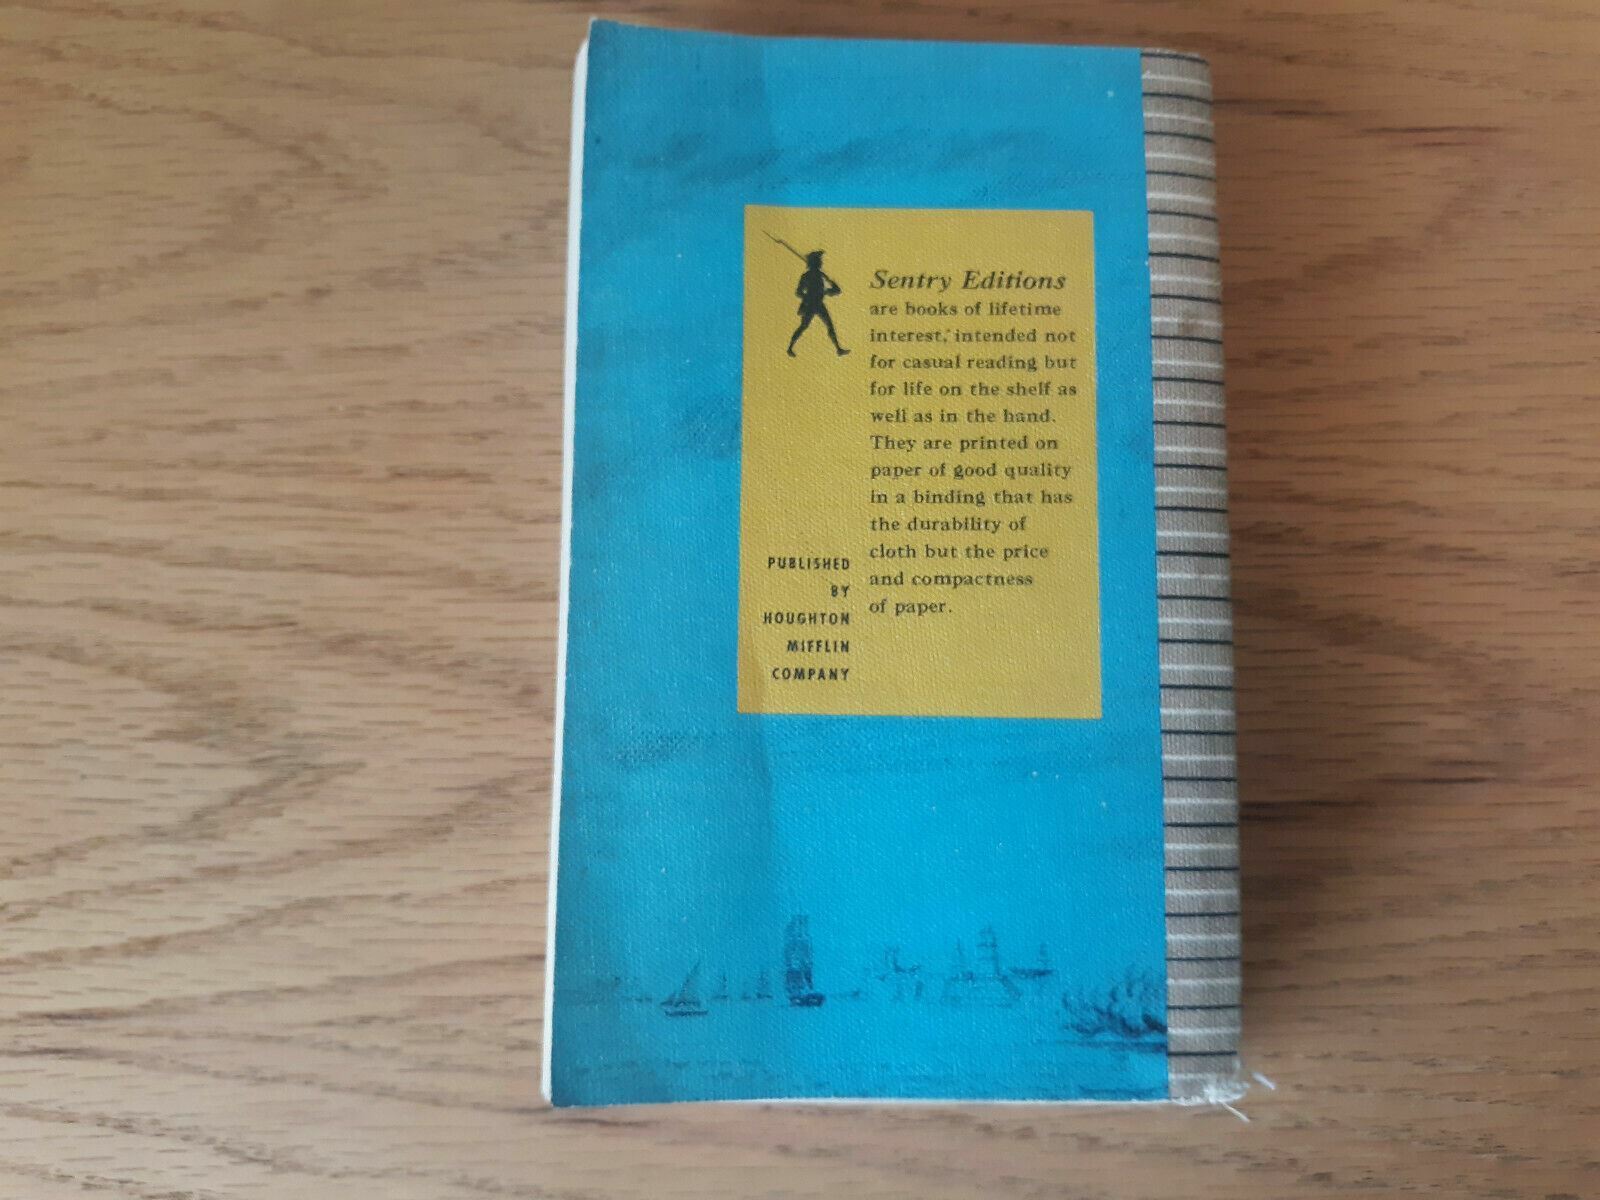 Sentry Editions
are books of lifetime
interest, intended not
for casual reading but
for life on the shelf as
well as in the hand.
They are printed on
paper of good quality
in a binding that has
the durability of
cloth but the price
and compactness
of paper.
PUBLISHED
BY
HOUGHTON
MIFFLIN
COMPANY